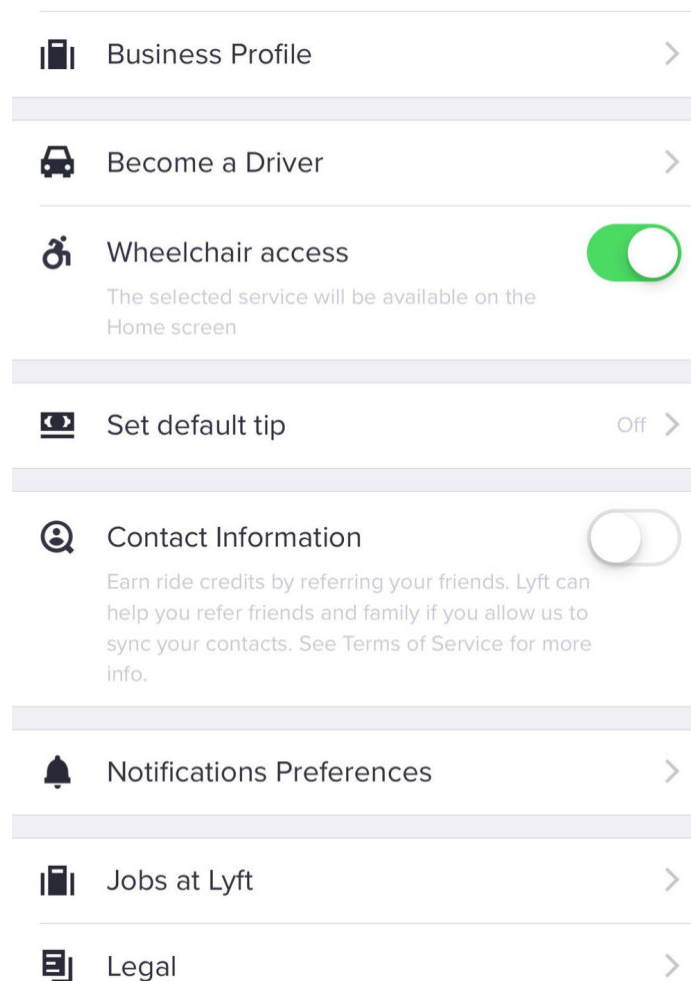 Business Profile
Become a Driver
Wheelchair access
The selected service will be available on the
Home screen
Set default tip
Off
Contact Information
Earn ride credits by referring your friends. Lyft can
help you refer friends and family if you allow us to
sync your contacts. See Terms of Service for more
info.
Notifications Preferences
Jobs at Lyft
Legal